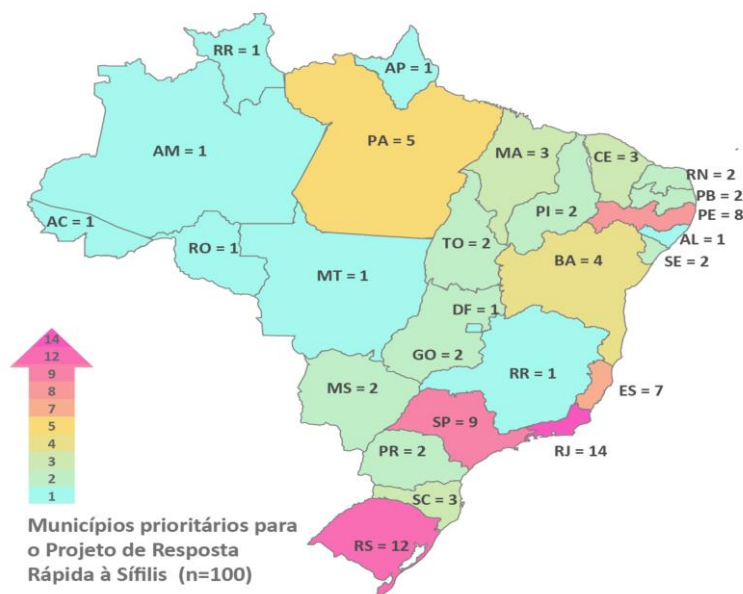 RR = 1
AP = 1
AM = 1
PA = 5
MA = 3
CE = 3
RN = 2
PB = 2
PE = 8
AL = 1
SE = 2
PI = 2
AC = 1
RO = 1
TO = 2
BA = 4
MT = 1
DF = 1
GO = 2
MS = 2
RR = 1
ES = 7
SP = 9
RJ = 14
PR = 2
SC = 3
RS = 12
14
12
9
8
7
5
4
3
2
1
Municípios prioritários para
o Projeto de Resposta
Rápida à Sífilis (n=100)